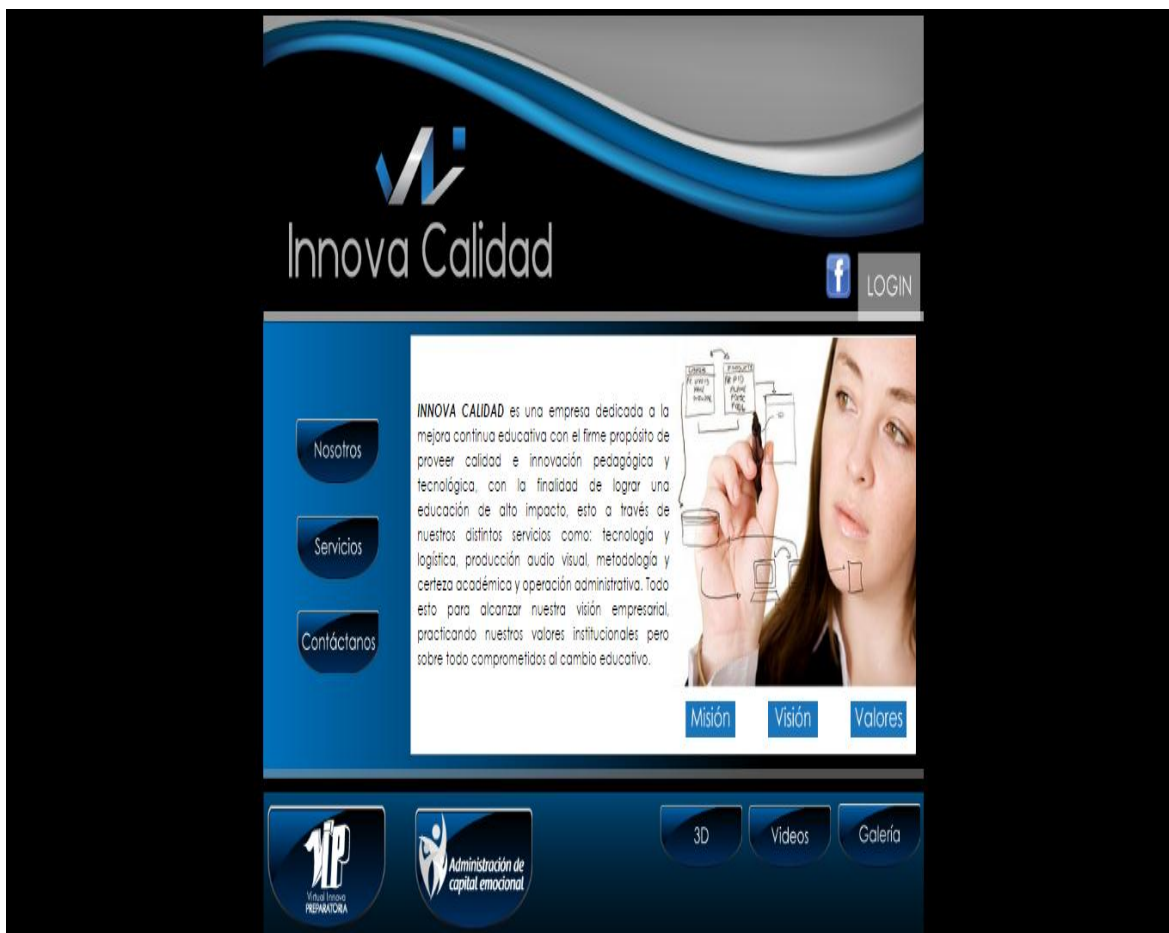 Innova Calidad
f
LOGIN
Nosotros
Servicios
Contáctanos
INNOVA CALIDAD es una empresa dedicada a la
mejora continua educativa con el firme propósito de
proveer calidad e innovación pedagógica y
tecnológica, con la finalidad de lograr una
educación de alto impacto, esto a través de
nuestros distintos servicios como: tecnología y
logística, producción audio visual, metodología y
certeza académica y operación administrativa. Todo
esto para alcanzar nuestra visión empresarial,
practicando nuestros valores institucionales pero
sobre todo comprometidos al cambio educativo.
Misión
Visión
Valores
ViP
Virtual Innova
PREPARATORIA
Administración de
capital emocional
3D
Videos
Galería